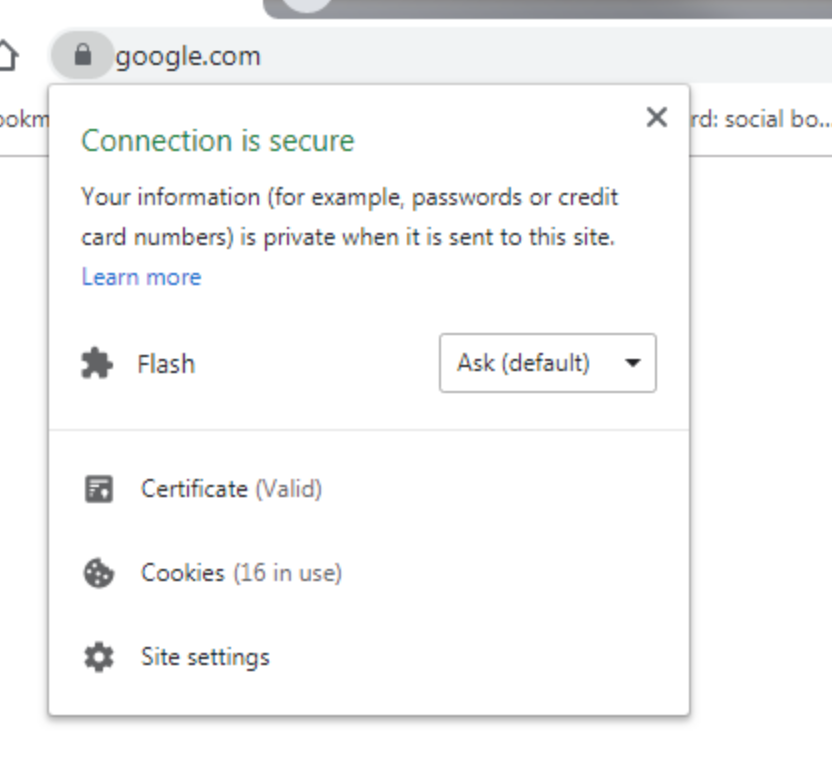 google.com
rd: social bo...
Connection is secure
Your information (for example, passwords or credit
card numbers) is private when it is sent to this site.
Learn more
Flash
Ask (default)
Certificate (Valid)
Cookies (16 in use)
Site settings